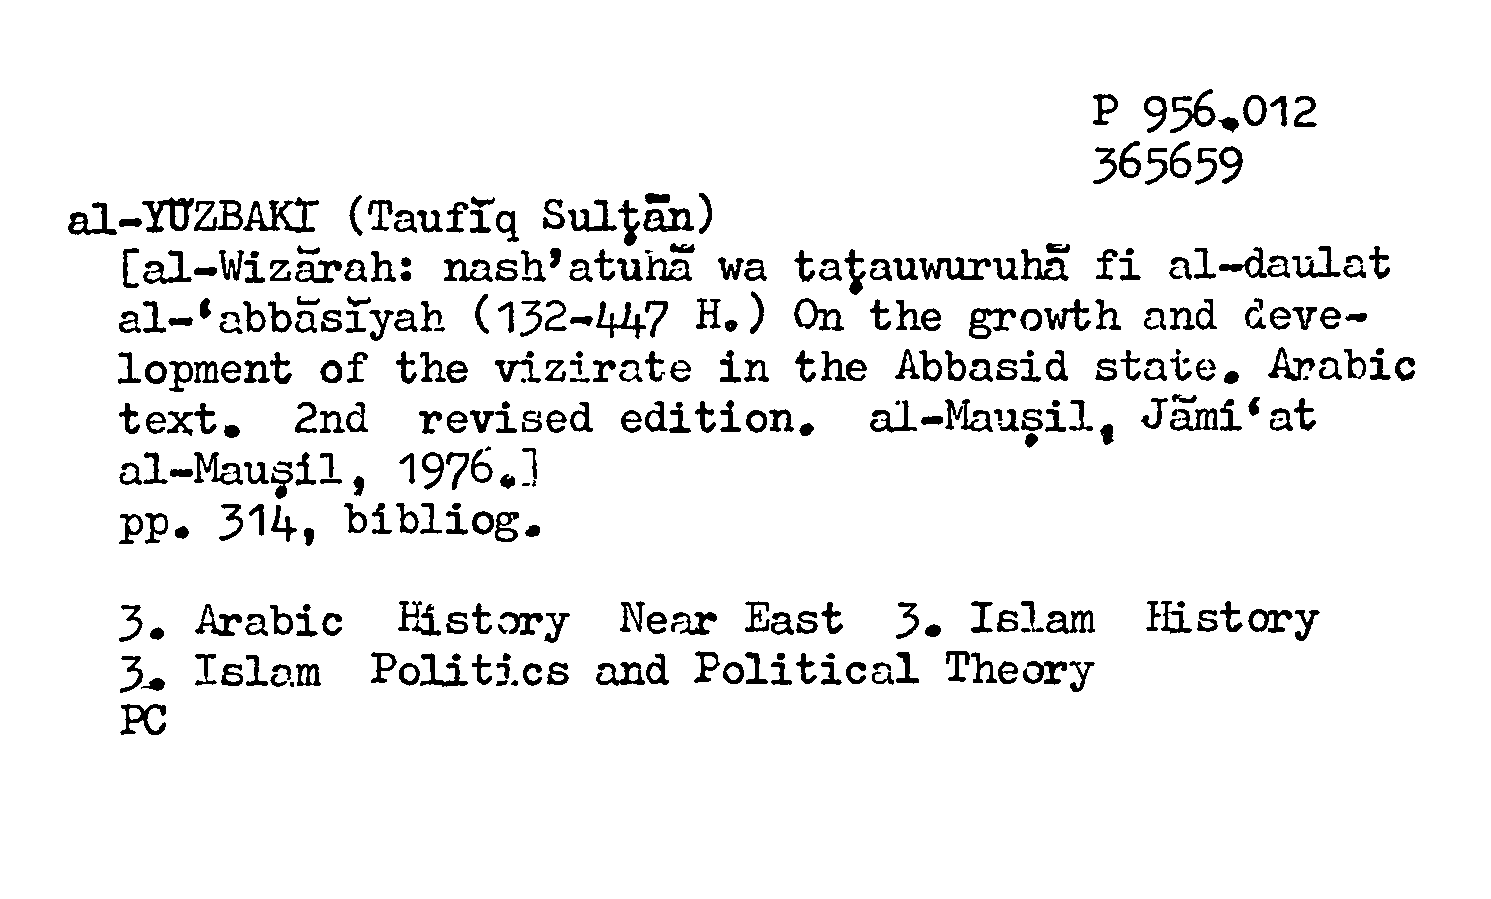 P 956.012
365659
al-YŪZBAKĪ (Taufīq Sulṭān)
[al-Wizārah: nash’atuhā wa taṭauwuruhā fi al-daulat
al-‘abbāsīyah (132-447 H.) On the growth and deve-
lopment of the vizirate in the Abbasid state. Arabic
text. 2nd revised edition. al-Mauṣil, Jāmi‘at
al-Mauṣil, 1976.]
pp. 314, bibliog.
3. Arabic History Near East 3. Islam History
3. Islam Politics and Political Theory
PC